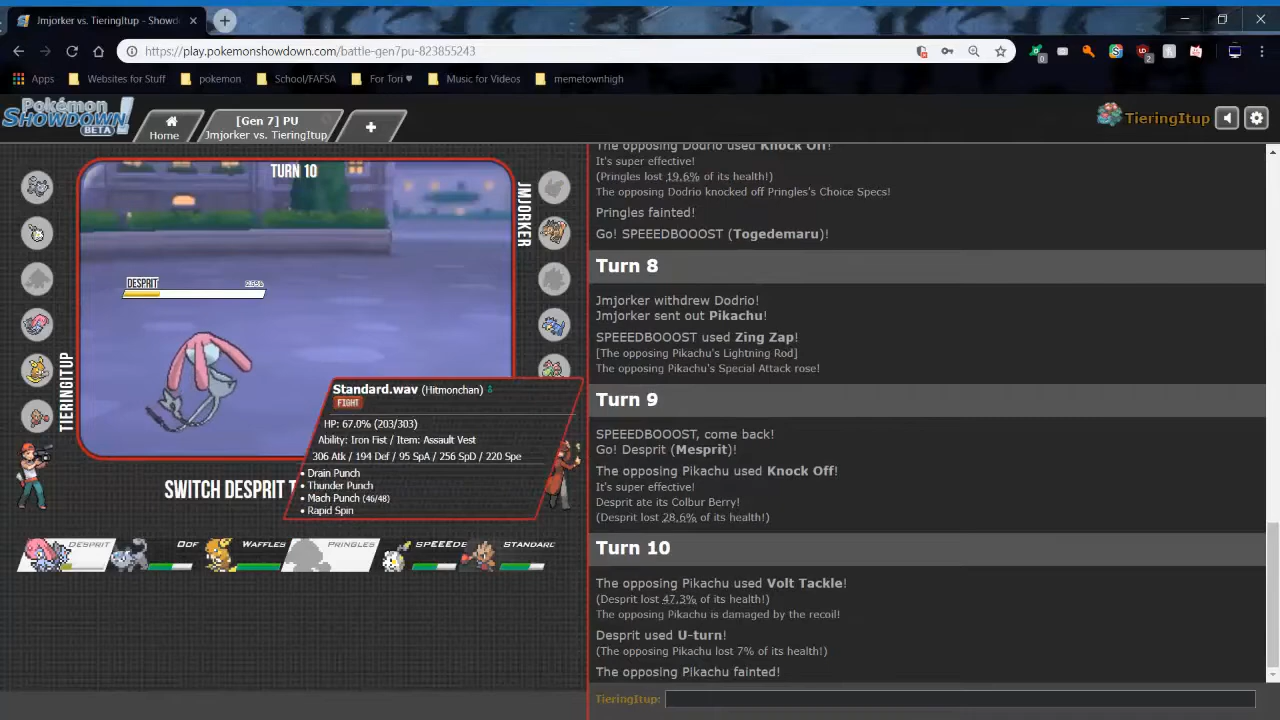 Jmjorker vs. TieringItup - Showd
https://play.pokemonshowdown.com/battle-gen7pu-823855243
0
2
Apps
Websites for Stuff
pokemon
School/FAFSA
For Tori ♥
Music for Videos
memetownhigh
Pokémon
SHOWDOWN!
BETA
Home
[Gen 7] PU
Jmjorker vs. TieringItup
TieringItup
TURN 10
JMJORKER
TIERINGITUP
DESPRIT
Standard.wav (Hitmonchan) ♂
FIGHT
HP: 67.0% (203/303)
Ability: Iron Fist / Item: Assault Vest
306 Atk / 194 Def / 95 SpA / 256 SpD / 220 Spe
• Drain Punch
• Thunder Punch
• Mach Punch (46/48)
• Rapid Spin
SWITCH DESPRIT T
DESPRIT
OOF
WAFFLES
PRINGLES
SPEEEDB
STANDARD
The opposing Dodrio used Knock Off!
It's super effective!
(Pringles lost 19.6% of its health!)
The opposing Dodrio knocked off Pringles's Choice Specs!
Pringles fainted!
Go! SPEEEDBOOOST (Togedemaru)!
Turn 8
Jmjorker withdrew Dodrio!
Jmjorker sent out Pikachu!
SPEEEDBOOOST used Zing Zap!
[The opposing Pikachu's Lightning Rod]
The opposing Pikachu's Special Attack rose!
Turn 9
SPEEEDBOOOST, come back!
Go! Desprit (Mesprit)!
The opposing Pikachu used Knock Off!
It's super effective!
Desprit ate its Colbur Berry!
(Desprit lost 28.6% of its health!)
Turn 10
The opposing Pikachu used Volt Tackle!
(Desprit lost 47.3% of its health!)
The opposing Pikachu is damaged by the recoil!
Desprit used U-turn!
(The opposing Pikachu lost 7% of its health!)
The opposing Pikachu fainted!
TieringItup: